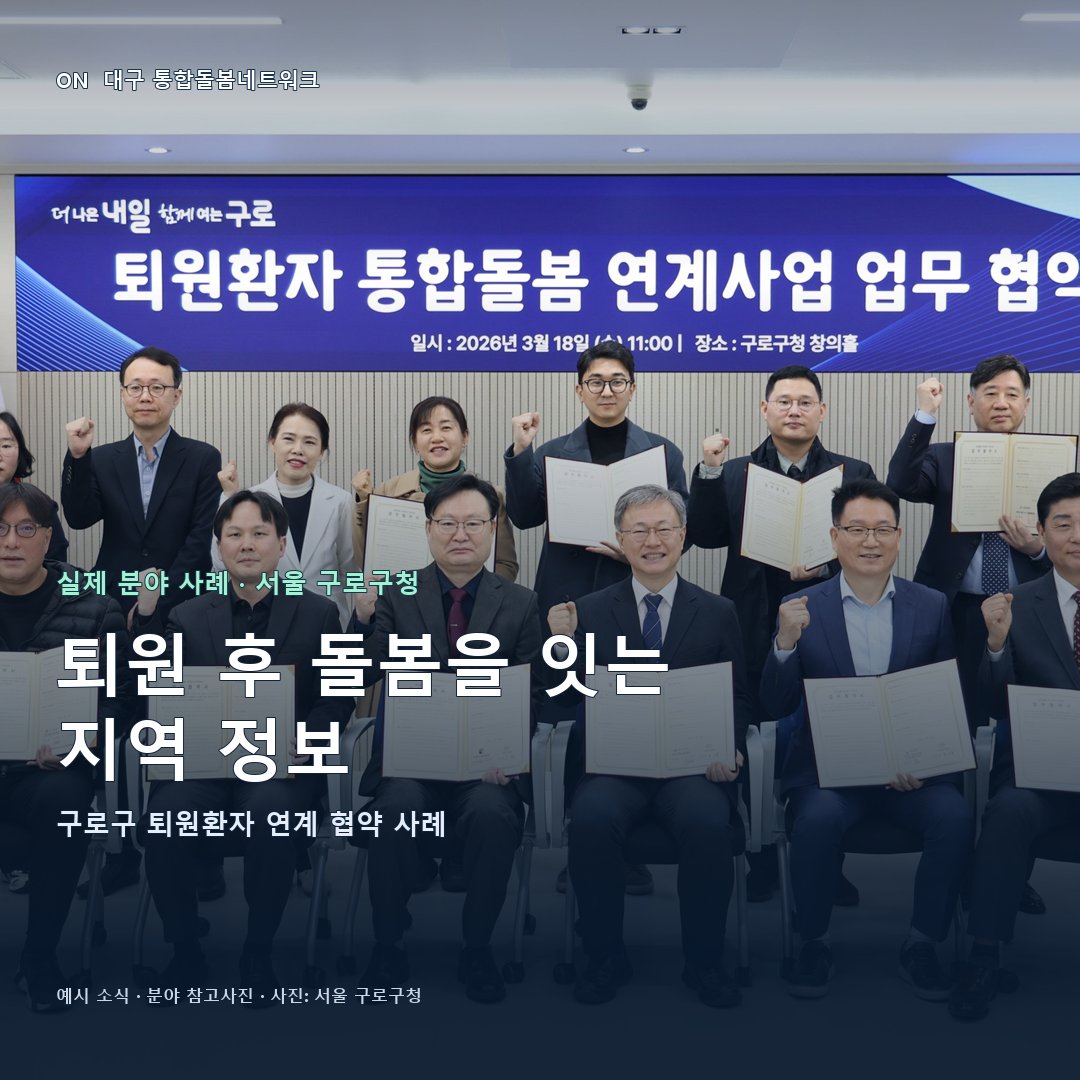 ON 대구 통합돌봄네트워크
더 나은 내일 함께 여는 구로
퇴원환자 통합돌봄 연계사업 업무 협약
일시 : 2026년 3월 18일 (수) 11:00 | 장소 : 구로구청 창의홀
실제 분야 사례 · 서울 구로구청
퇴원 후 돌봄을 잇는
지역 정보
구로구 퇴원환자 연계 협약 사례
예시 소식 · 분야 참고사진 · 사진: 서울 구로구청